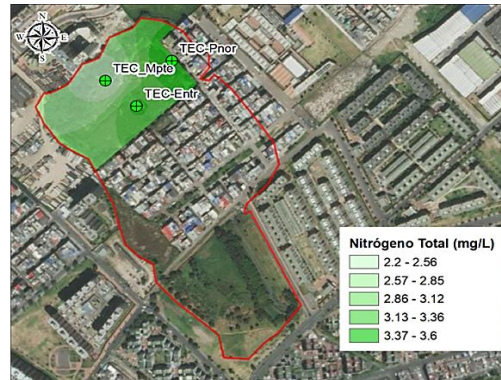 N
W E
S
TEC-Pnor
TEC_Mpte
TEC-Entr
Nitrógeno Total (mg/L)
2.2 - 2.56
2.57 - 2.85
2.86 - 3.12
3.13 - 3.36
3.37 - 3.6